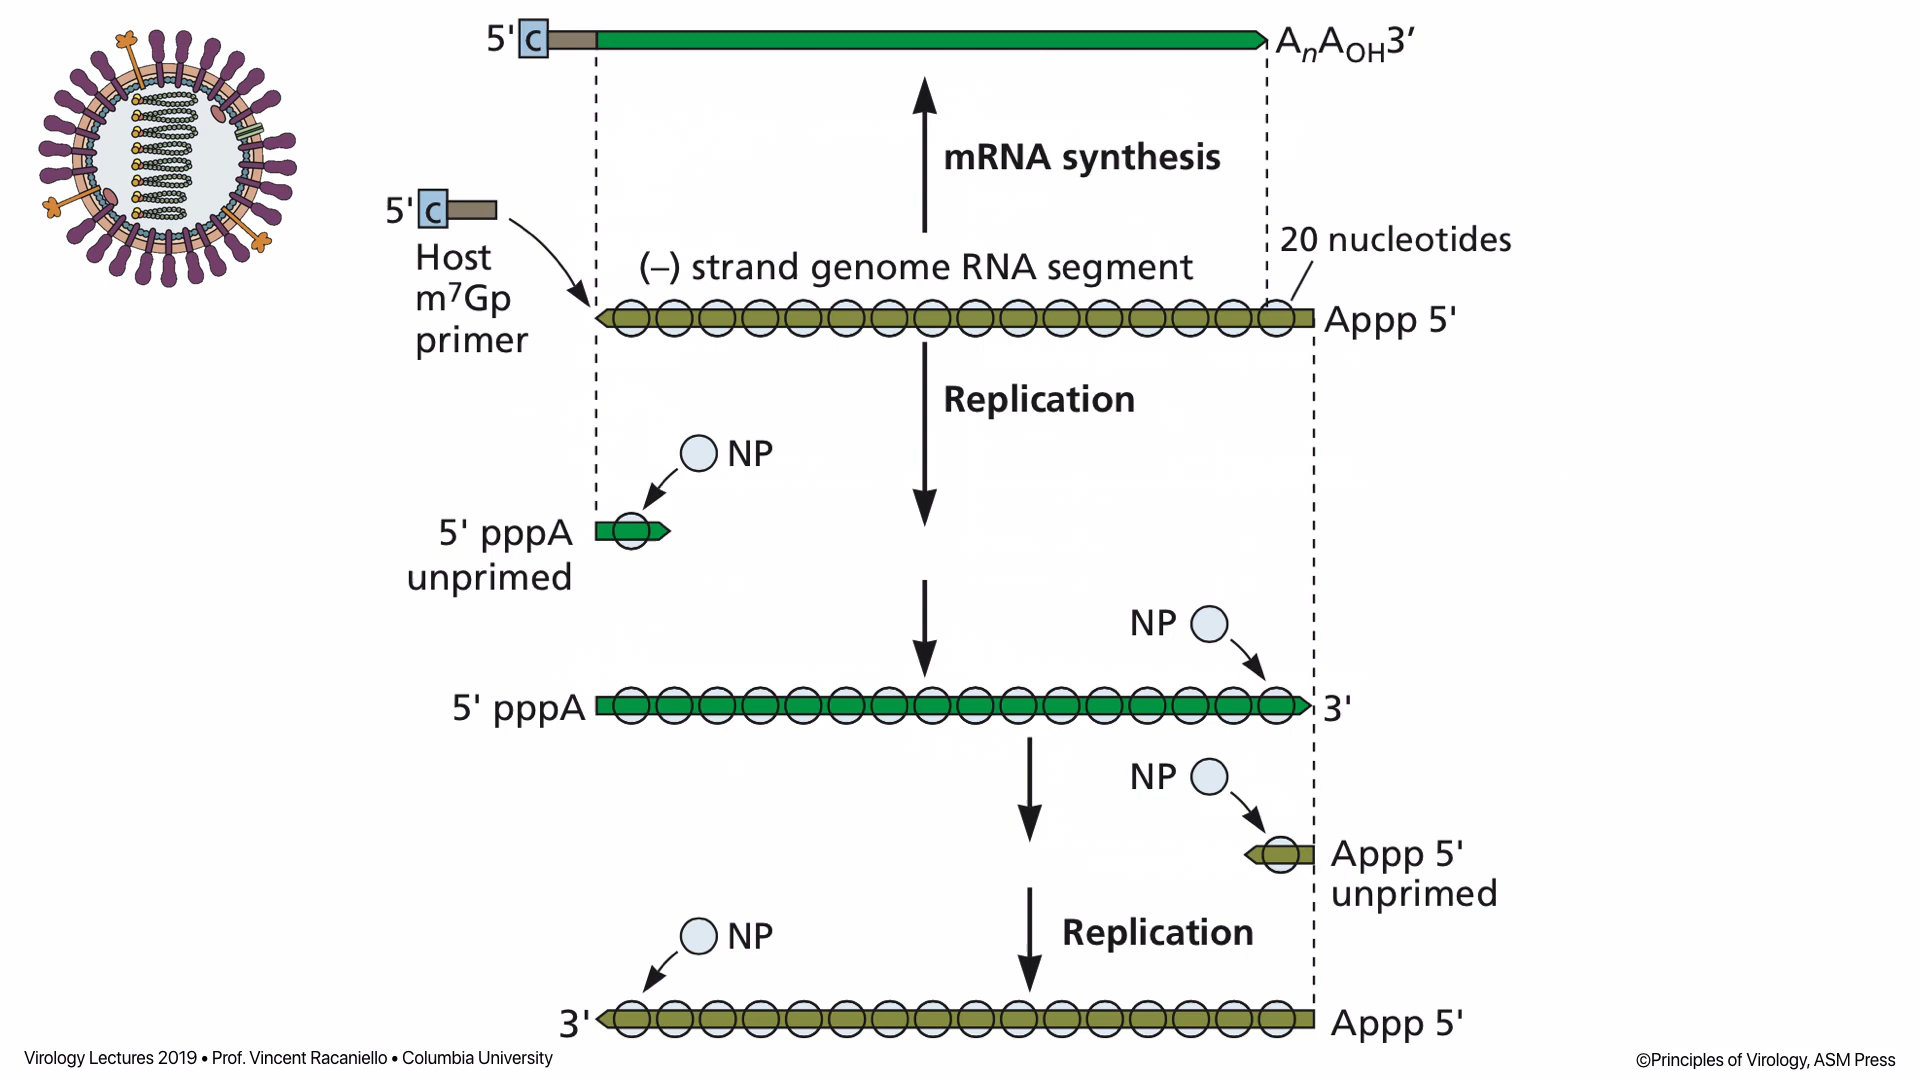 5' C AnAOH3′
mRNA synthesis
5' C
Host
m⁷Gp
primer
20 nucleotides
(–) strand genome RNA segment
Appp 5'
Replication
NP
5' pppA
unprimed
NP
5' pppA 3'
NP
Appp 5'
unprimed
Replication
NP
3' Appp 5'
Virology Lectures 2019 • Prof. Vincent Racaniello • Columbia University
©Principles of Virology, ASM Press